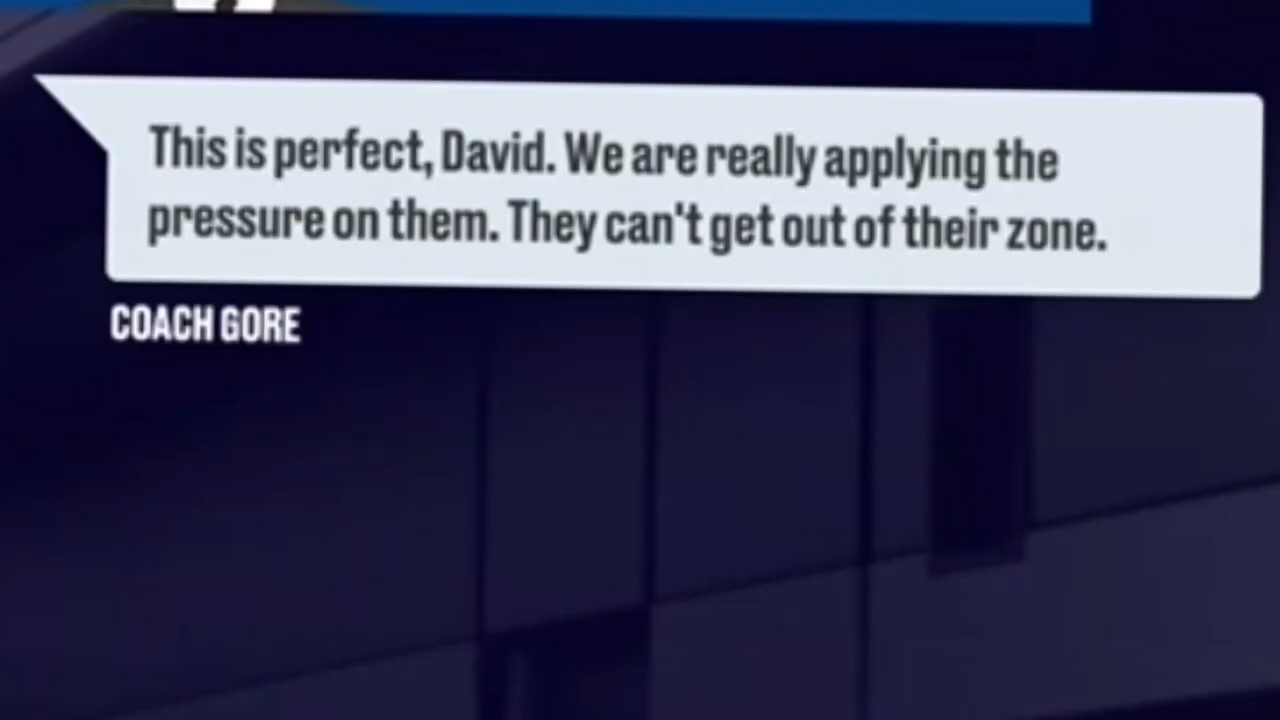 This is perfect, David. We are really applying the
pressure on them. They can't get out of their zone.
COACH GORE